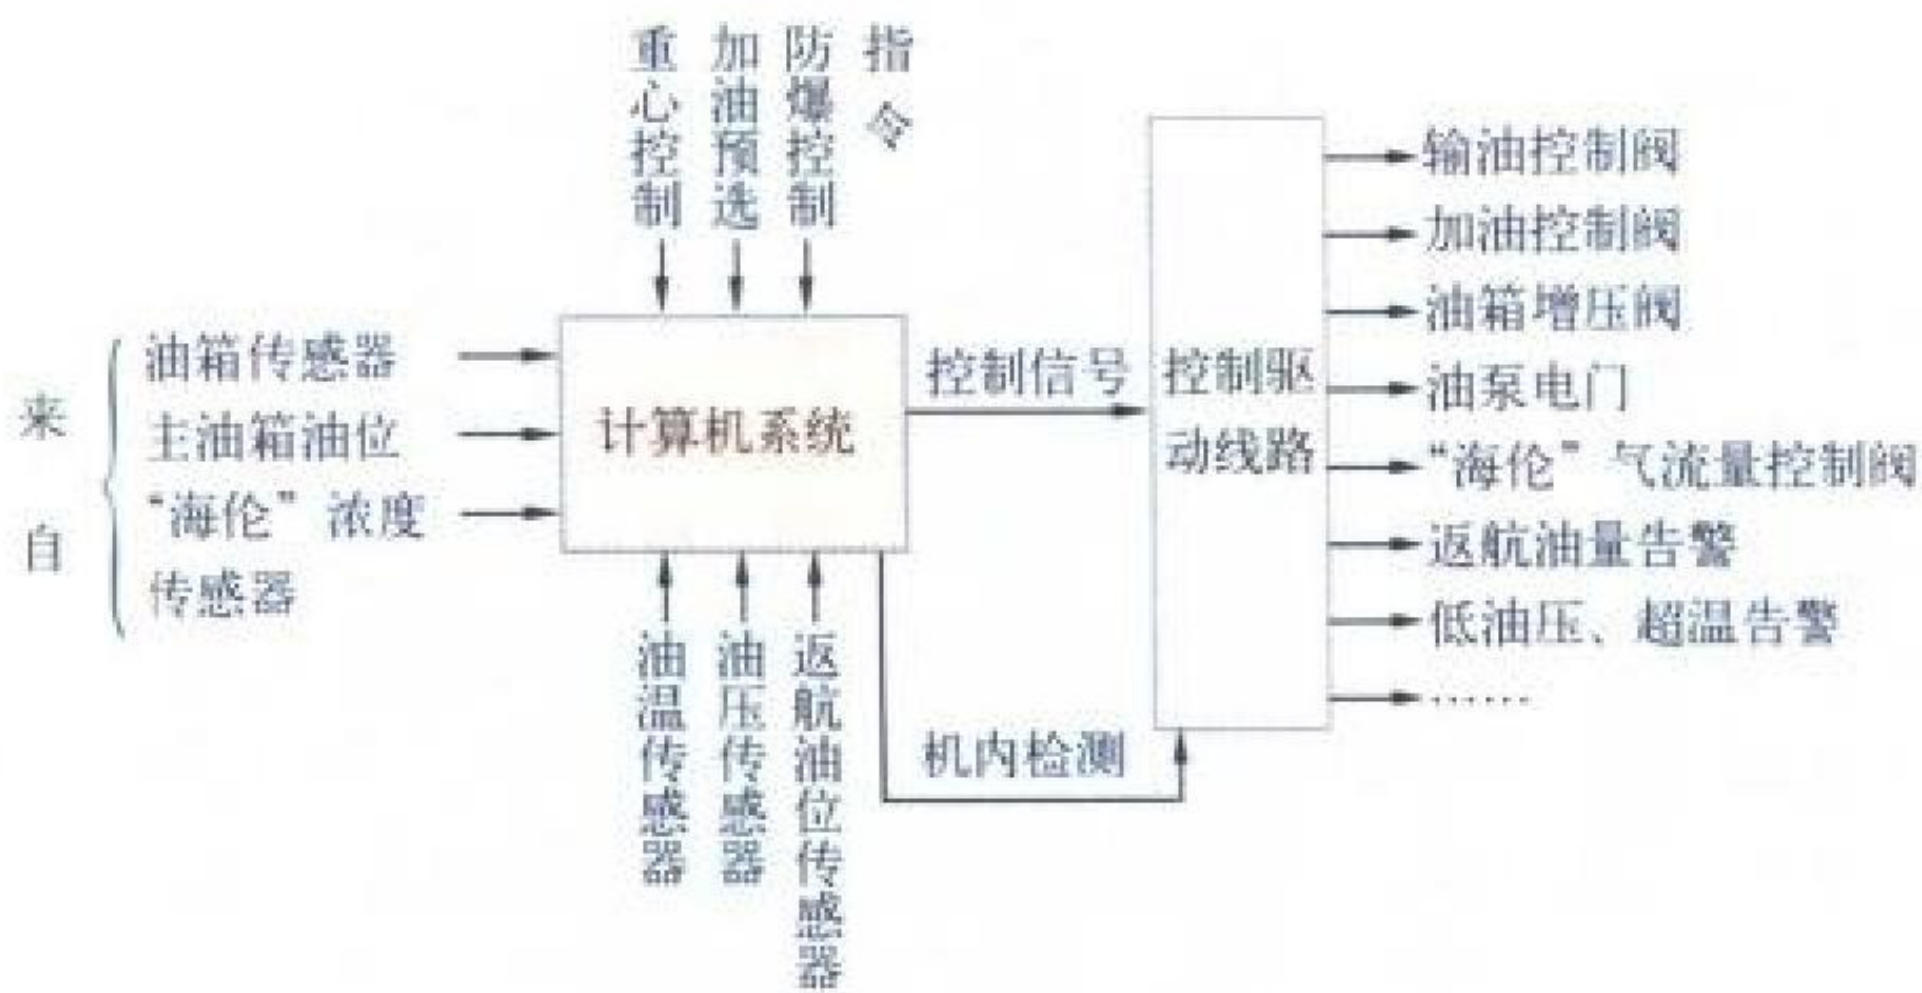 重心控制
加油预选
防爆控制
指令
来自
油箱传感器
主油箱油位
“海伦”浓度
传感器
计算机系统
控制信号
控制驱
动线路
输油控制阀
加油控制阀
油箱增压阀
油泵电门
“海伦”气流量控制阀
返航油量告警
低油压、超温告警
……
油温传感器
油压传感器
返航油位传感器
机内检测